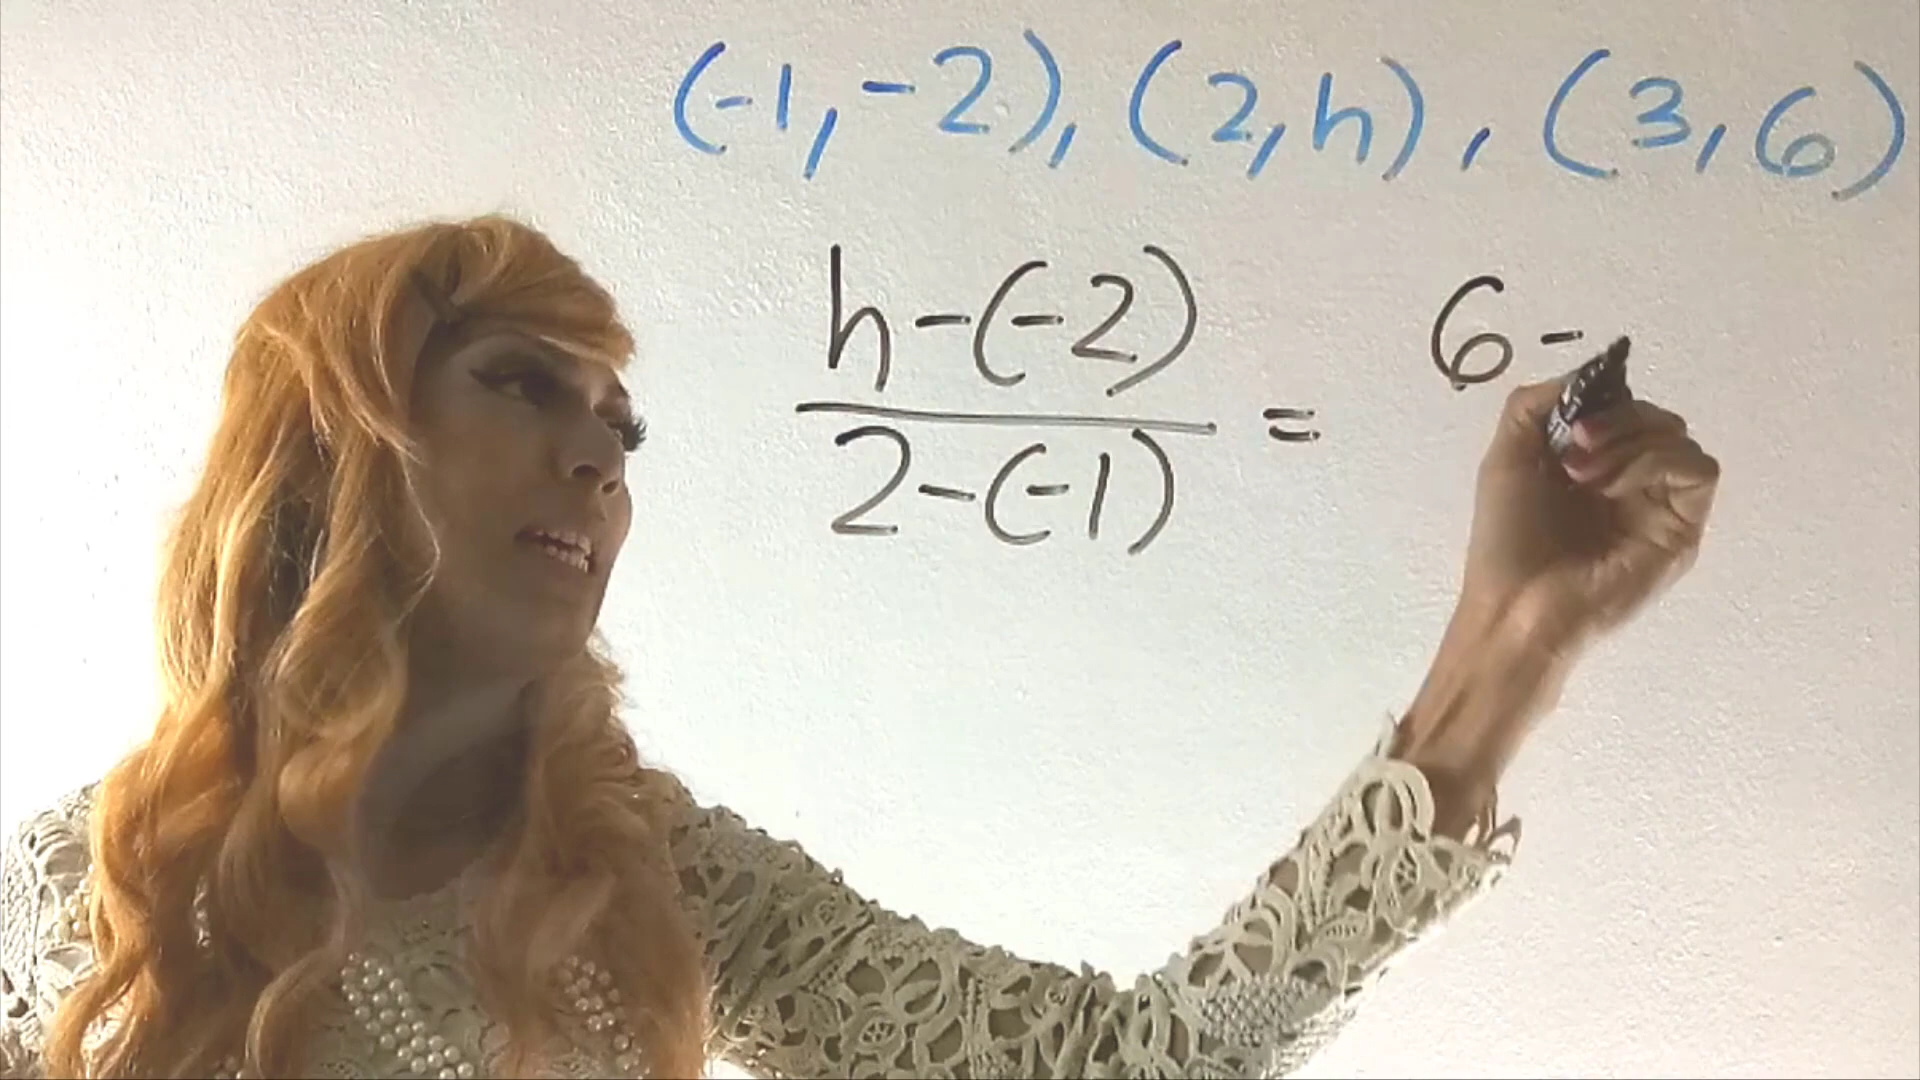 (-1,-2), (2,h), (3,6)
h-(-2)
2-(-1)
=
6-